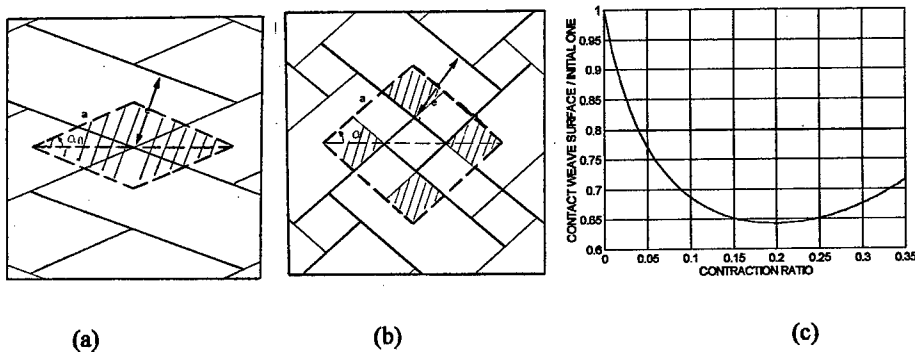 a
α₀
a
e
α
CONTACT WEAVE SURFACE / INITIAL ONE
1
0.95
0.9
0.85
0.8
0.75
0.7
0.65
0.6
0
0.05
0.1
0.15
0.2
0.25
0.3
0.35
CONTRACTION RATIO
(a)
(b)
(c)